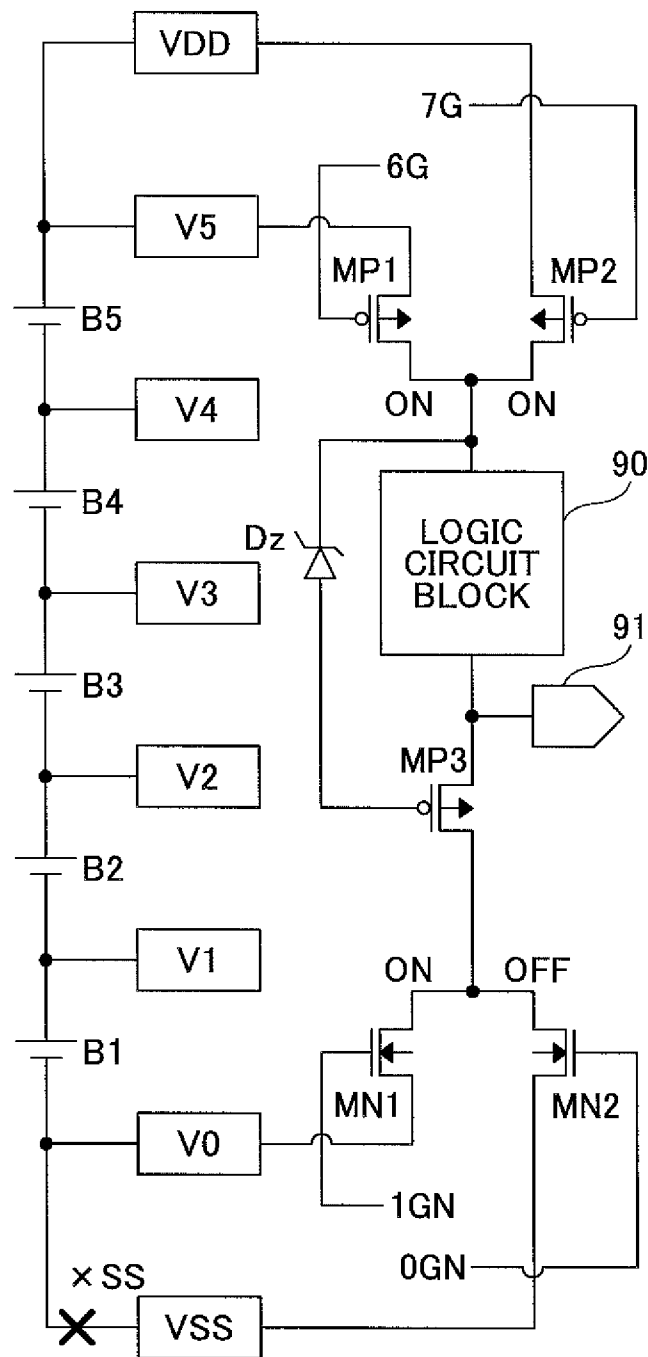 VDD
7G
6G
V5
MP1
MP2
B5
ON
ON
V4
90
B4
Dz
LOGIC
CIRCUIT
BLOCK
V3
91
B3
MP3
V2
B2
V1
ON
OFF
B1
MN1
MN2
V0
1GN
0GN
×SS
VSS